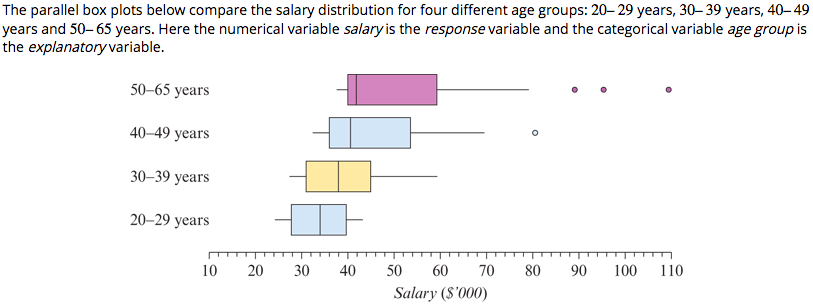 The parallel box plots below compare the salary distribution for four different age groups: 20– 29 years, 30– 39 years, 40– 49
years and 50– 65 years. Here the numerical variable salary is the response variable and the categorical variable age group is
the explanatory variable.
50–65 years
40–49 years
30–39 years
20–29 years
10 20 30 40 50 60 70 80 90 100 110
Salary ($’000)